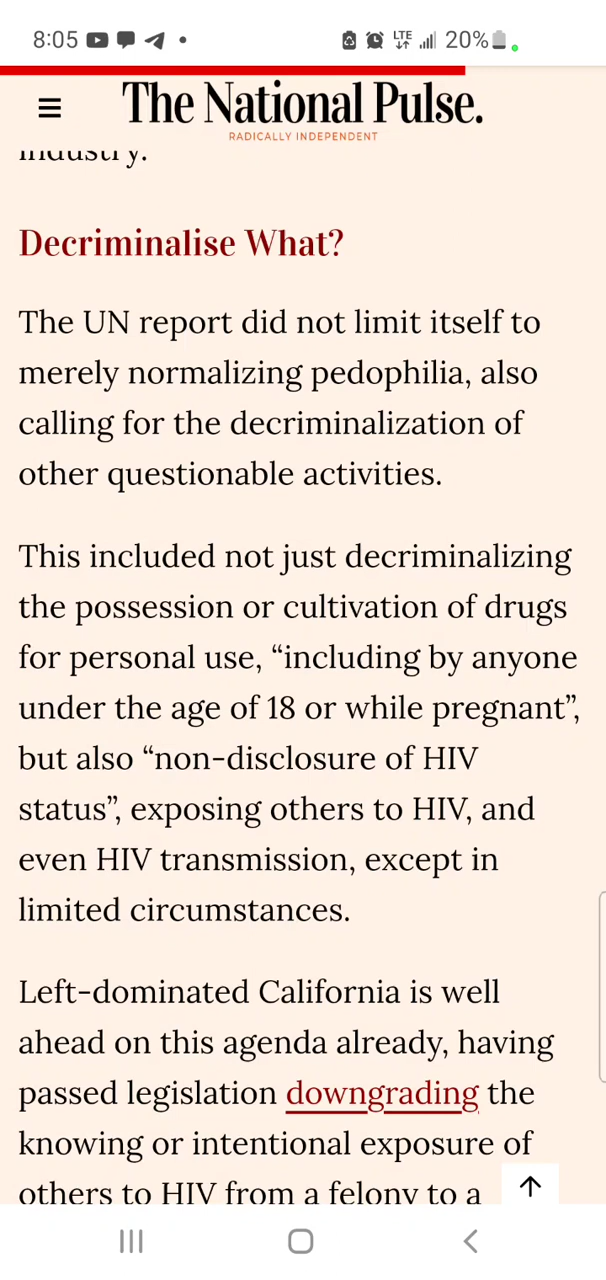 8:05
LTE
20%
The National Pulse.
RADICALLY INDEPENDENT
industry.
Decriminalise What?
The UN report did not limit itself to
merely normalizing pedophilia, also
calling for the decriminalization of
other questionable activities.
This included not just decriminalizing
the possession or cultivation of drugs
for personal use, “including by anyone
under the age of 18 or while pregnant”,
but also “non-disclosure of HIV
status”, exposing others to HIV, and
even HIV transmission, except in
limited circumstances.
Left-dominated California is well
ahead on this agenda already, having
passed legislation downgrading the
knowing or intentional exposure of
others to HIV from a felony to a